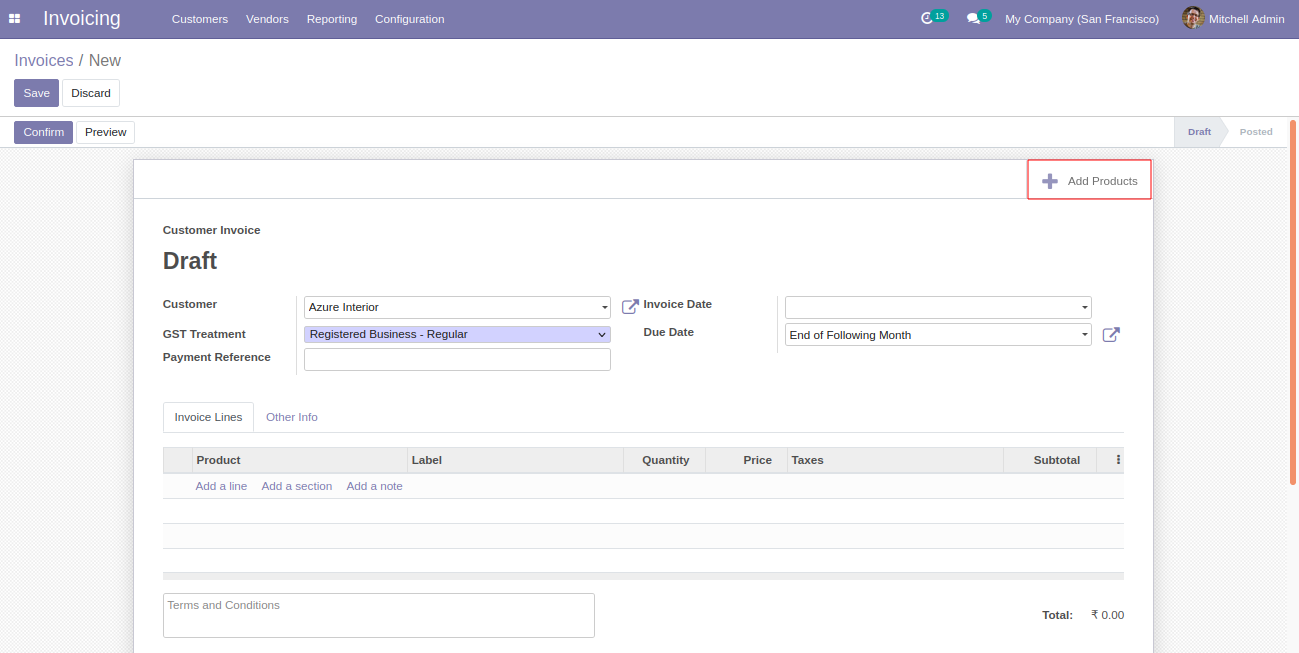 Invoicing Customers Vendors Reporting Configuration 13 5 My Company (San Francisco) Mitchell Admin
Invoices / New
Save Discard
Confirm Preview Draft Posted
Add Products
Customer Invoice
Draft
Customer Azure Interior Invoice Date
GST Treatment Registered Business - Regular Due Date End of Following Month
Payment Reference
Invoice Lines Other Info
Product Label Quantity Price Taxes Subtotal
Add a line Add a section Add a note
Terms and Conditions
Total: ₹ 0.00